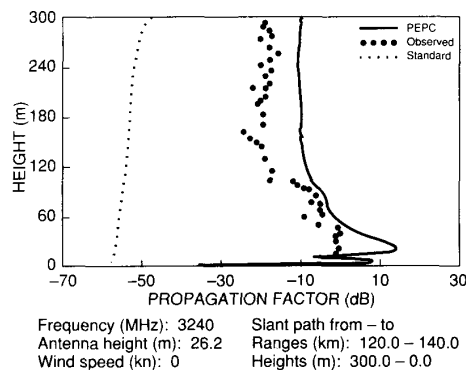 300
240
180
120
60
0
HEIGHT (m)
PEPC
Observed
Standard
−70 −50 −30 −10 10 30
PROPAGATION FACTOR (dB)
Frequency (MHz): 3240 Slant path from – to
Antenna height (m): 26.2 Ranges (km): 120.0 – 140.0
Wind speed (kn): 0 Heights (m): 300.0 – 0.0